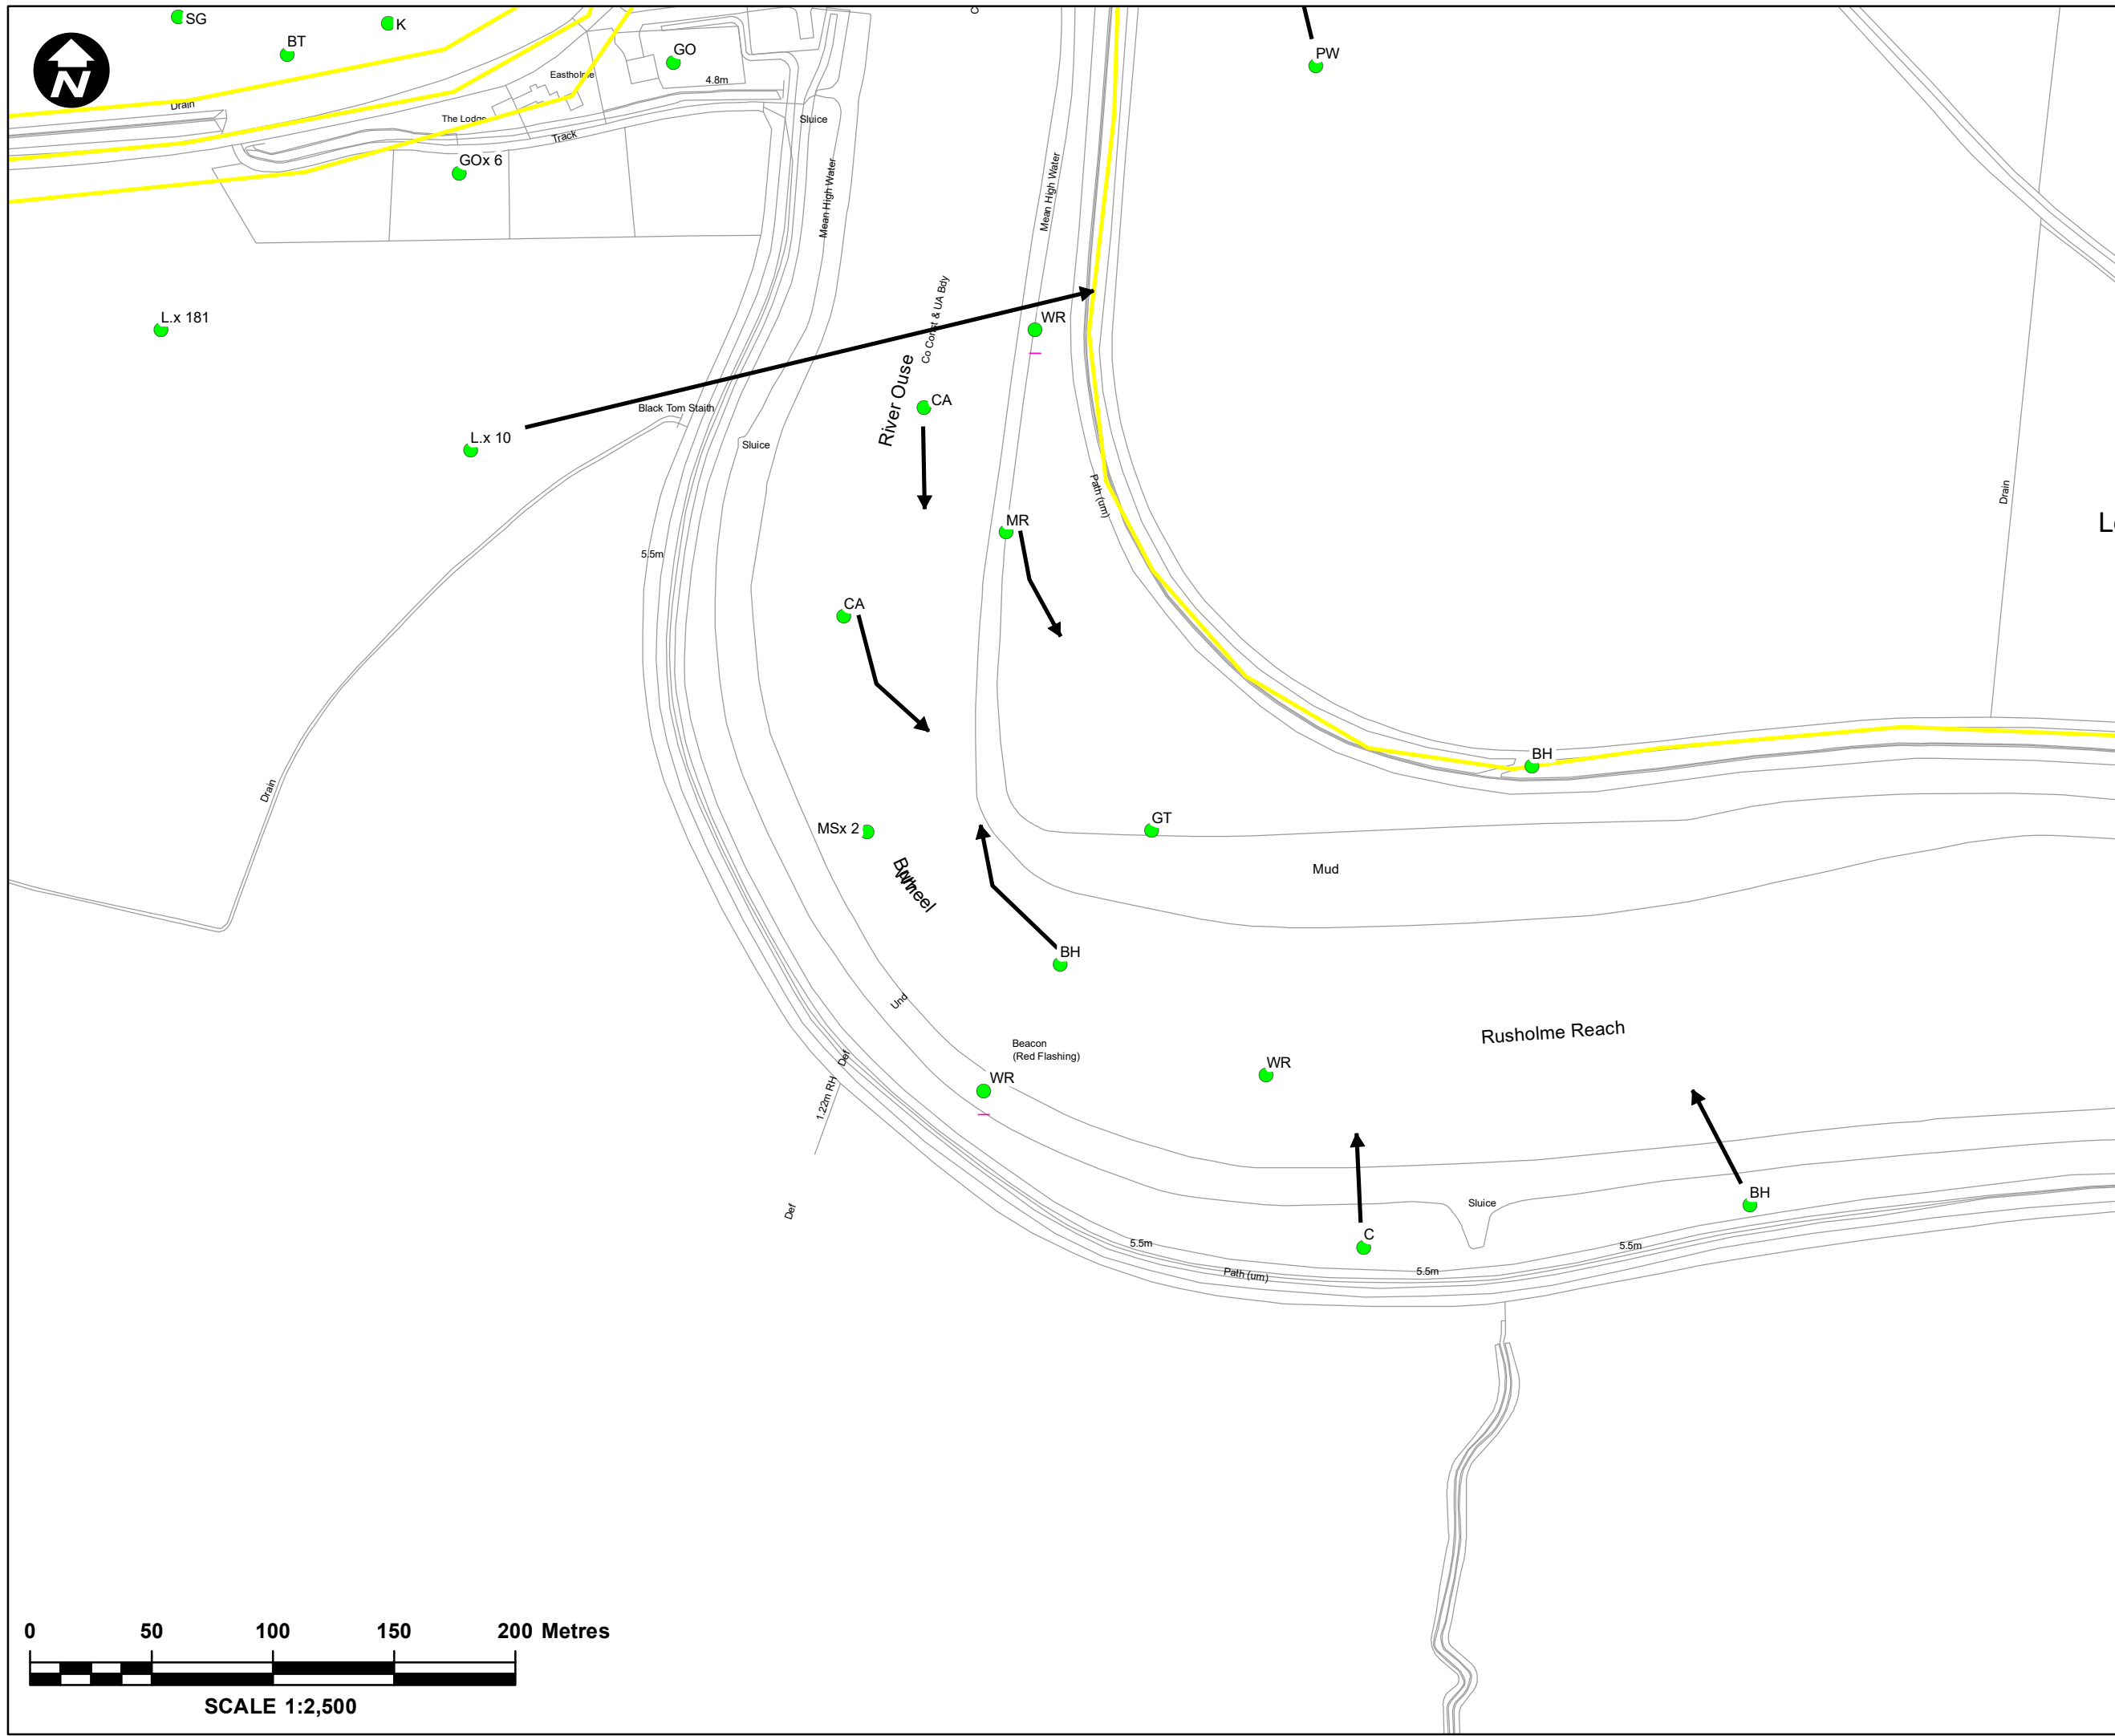 SG
K
C
BT
GO
PW
N
Eastholme
4.8m
Drain
The Lodge
Sluice
Track
GOx 6
Mean High Water
Mean High Water
L.x 181
Co Const & UA Bdy
WR
River Ouse
CA
Black Tom Staith
L.x 10
Sluice
Path (um)
Drain
MR
5.5m
CA
BH
Drain
GT
MSx 2
Mud
Wheel
BH
Und
Rusholme Reach
Beacon
(Red Flashing)
Def
WR
WR
1.22m RH
BH
Sluice
Def
C
5.5m
5.5m
Path (um)
5.5m
0 50 100 150 200 Metres
SCALE 1:2,500